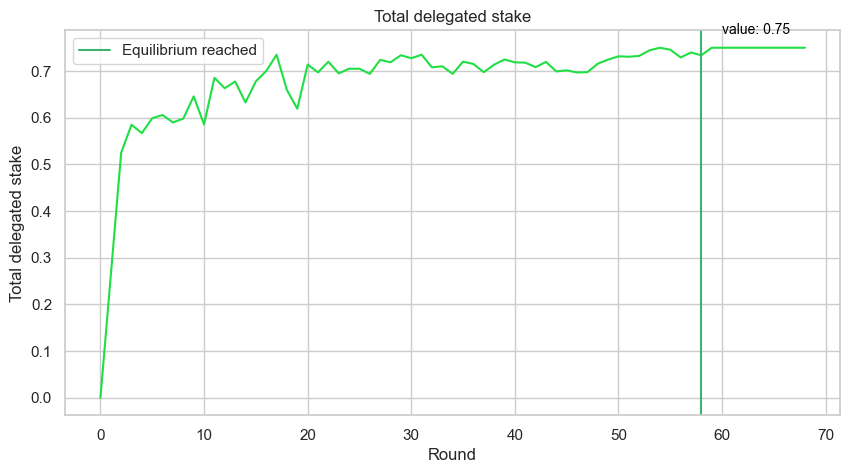 Total delegated stake
value: 0.75
Equilibrium reached
Total delegated stake
0.7
0.6
0.5
0.4
0.3
0.2
0.1
0.0
0 10 20 30 40 50 60 70
Round